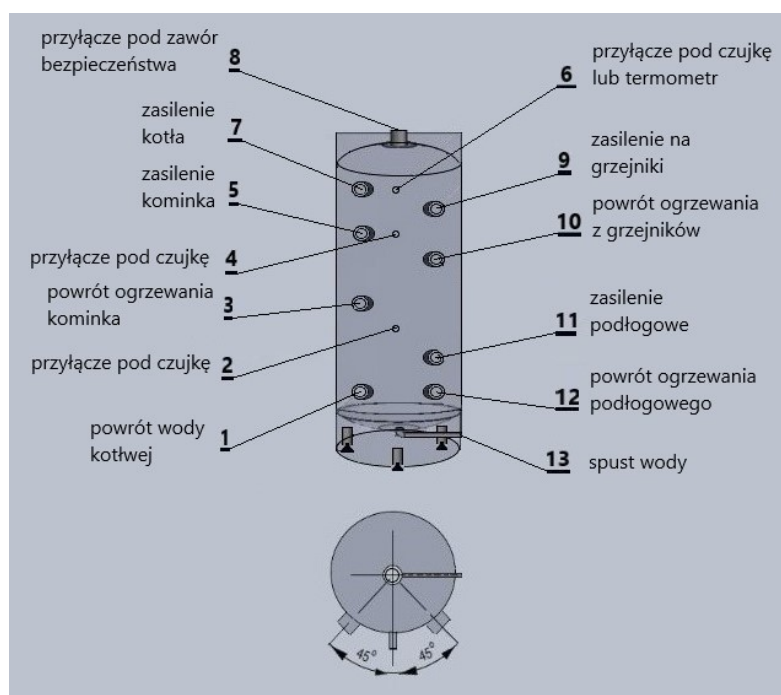 przyłącze pod zawór
bezpieczeństwa 8
zasilenie
kotła 7
zasilenie
kominka 5
przyłącze pod czujkę 4
powrót ogrzewania
kominka 3
przyłącze pod czujkę 2
powrót wody
kotłwej 1
przyłącze pod czujkę
6 lub termometr
zasilenie na
9 grzejniki
powrót ogrzewania
10 z grzejników
zasilenie
11 podłogowe
powrót ogrzewania
12 podłogowego
13 spust wody
45° 45°